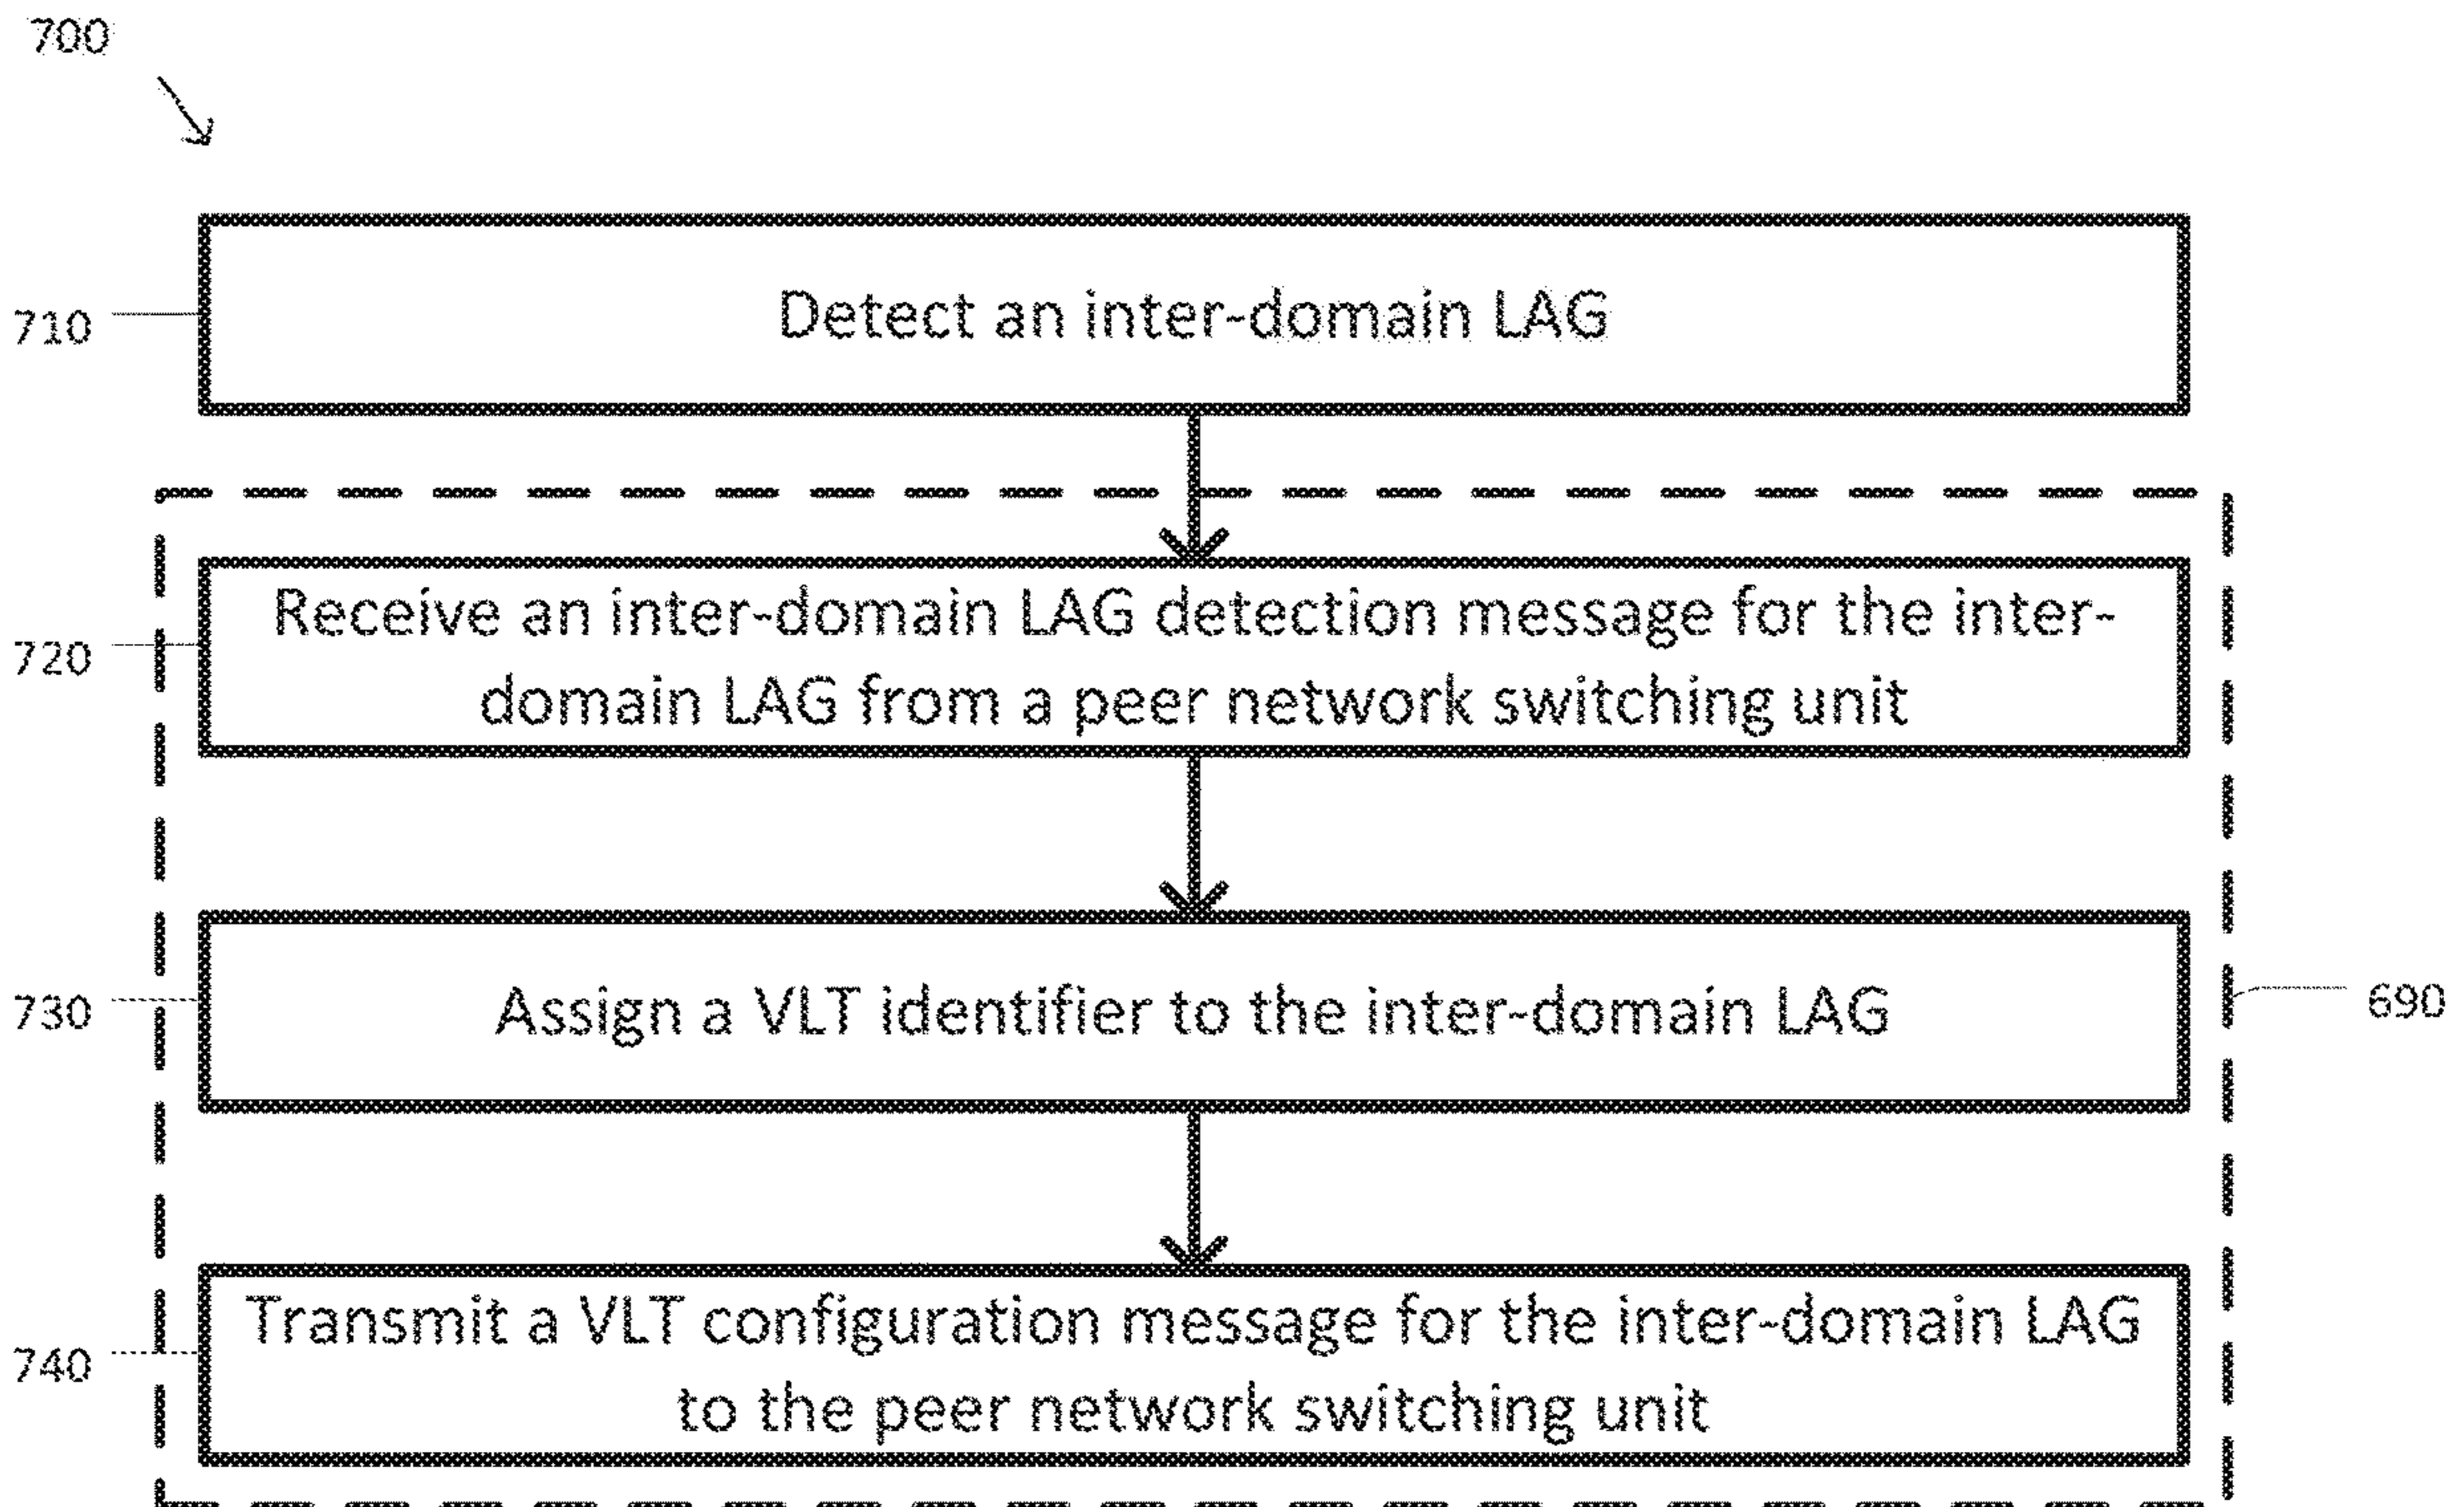 700
710
Detect an inter-domain LAG
720
Receive an inter-domain LAG detection message for the inter-
domain LAG from a peer network switching unit
730
Assign a VLT identifier to the inter-domain LAG
690
740
Transmit a VLT configuration message for the inter-domain LAG
to the peer network switching unit